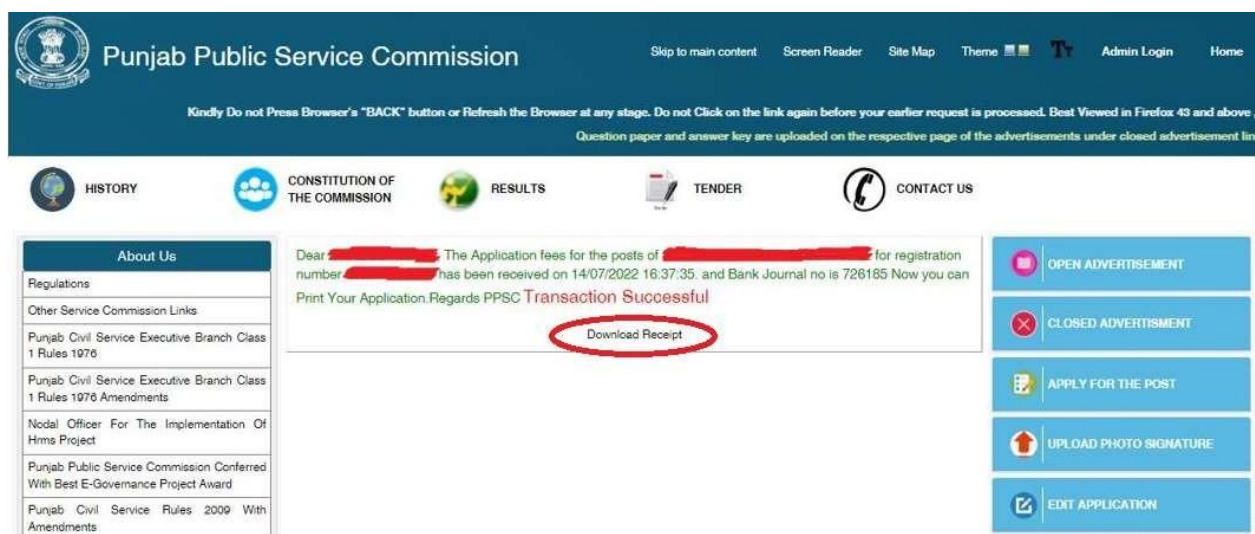 Punjab Public Service Commission
Skip to main content Screen Reader Site Map Theme Tт Admin Login Home
Kindly Do not Press Browser's "BACK" button or Refresh the Browser at any stage. Do not Click on the link again before your earlier request is processed. Best Viewed in Firefox 43 and above
Question paper and answer key are uploaded on the respective page of the advertisements under closed advertisement
HISTORY
CONSTITUTION OF
THE COMMISSION
RESULTS
TENDER
CONTACT US
About Us
Regulations
Other Service Commission Links
Punjab Civil Service Executive Branch Class
1 Rules 1976
Punjab Civil Service Executive Branch Class
1 Rules 1976 Amendments
Nodal Officer For The Implementation Of
Hrms Project
Punjab Public Service Commission Conferred
With Best E-Governance Project Award
Punjab Civil Service Rules 2009 With
Amendments
Dear , The Application fees for the posts of for registration
number has been received on 14/07/2022 16:37:35. and Bank Journal no is 726185 Now you can
Print Your Application.Regards PPSC Transaction Successful
Download Receipt
OPEN ADVERTISEMENT
CLOSED ADVERTISMENT
APPLY FOR THE POST
UPLOAD PHOTO SIGNATURE
EDIT APPLICATION